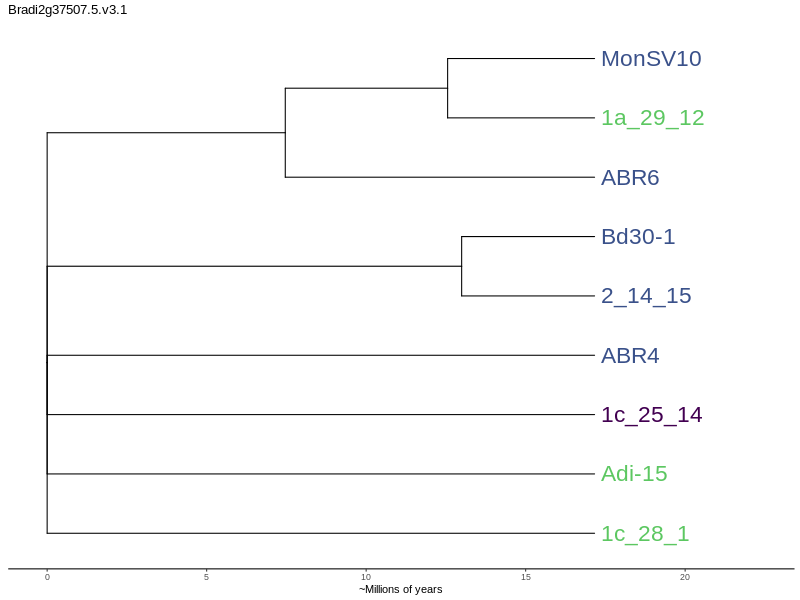 Bradi2g37507.5.v3.1
MonSV10
1a_29_12
ABR6
Bd30-1
2_14_15
ABR4
1c_25_14
Adi-15
1c_28_1
0 5 10 15 20
~Millions of years